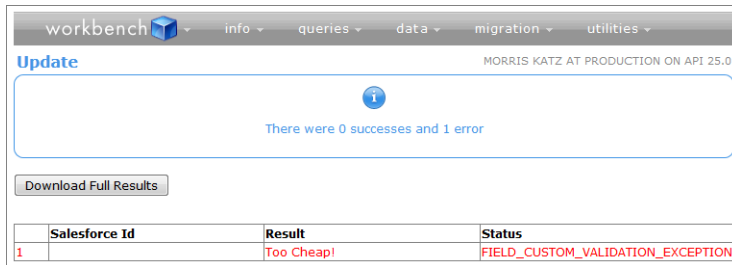 workbench info queries data migration utilities
Update MORRIS KATZ AT PRODUCTION ON API 25.0
i
There were 0 successes and 1 error
Download Full Results
Salesforce Id Result Status
1 Too Cheap! FIELD_CUSTOM_VALIDATION_EXCEPTION